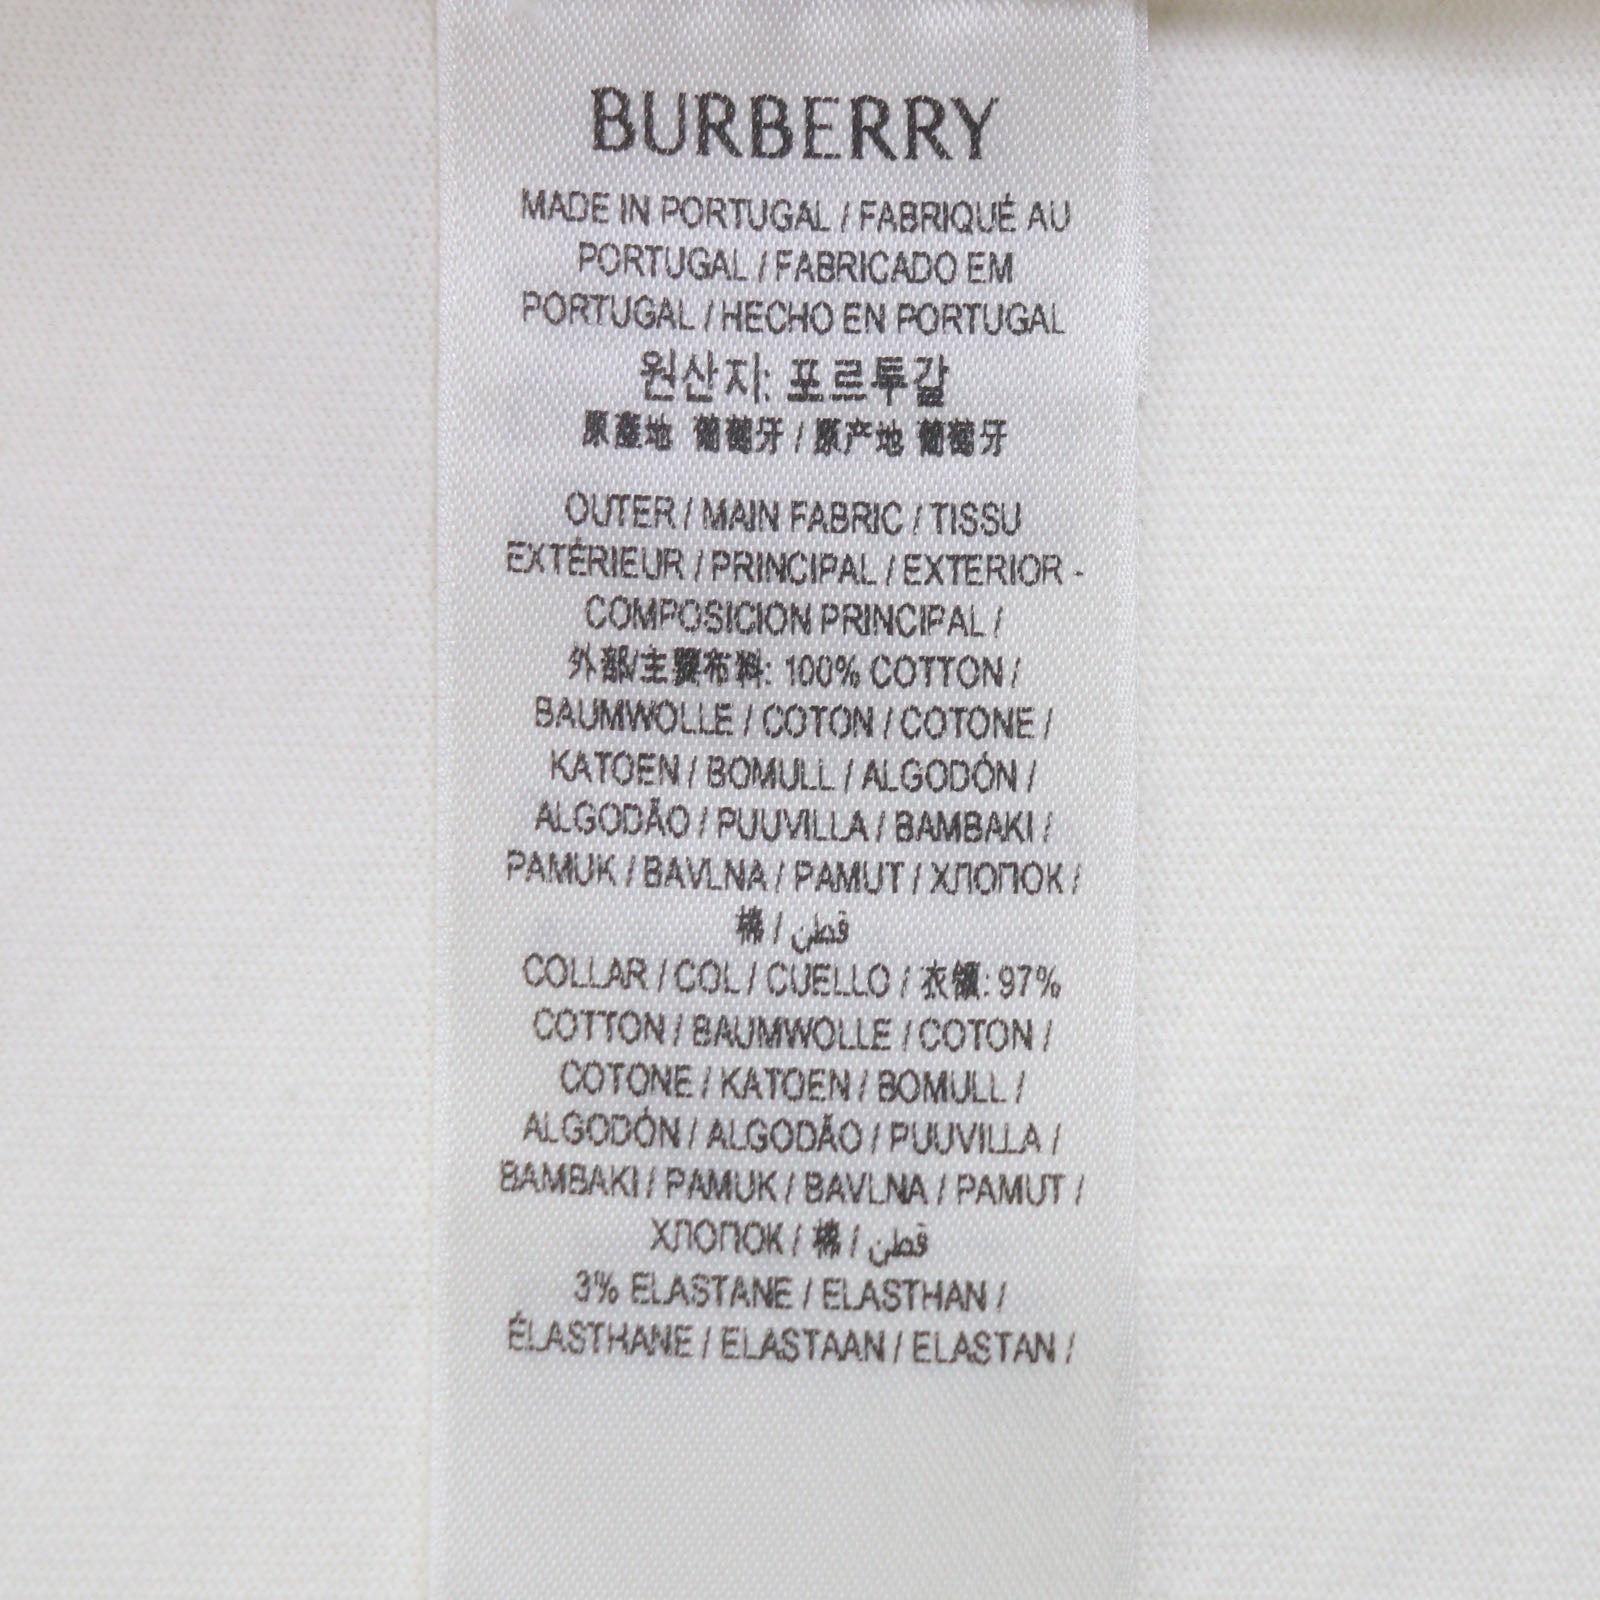 BURBERRY
MADE IN PORTUGAL / FABRIQUÉ AU
PORTUGAL / FABRICADO EM
PORTUGAL / HECHO EN PORTUGAL
원산지: 포르투갈
原產地 葡萄牙 / 原产地 葡萄牙
OUTER / MAIN FABRIC / TISSU
EXTÉRIEUR / PRINCIPAL / EXTERIOR -
COMPOSICION PRINCIPAL /
外部/主要布料: 100% COTTON /
BAUMWOLLE / COTON / COTONE /
KATOEN / BOMULL / ALGODÓN /
ALGODÃO / PUUVILLA / BAMBAKI /
PAMUK / BAVLNA / PAMUT / ХЛОПОК /
棉 / قطن
COLLAR / COL / CUELLO / 衣領: 97%
COTTON / BAUMWOLLE / COTON /
COTONE / KATOEN / BOMULL /
ALGODÓN / ALGODÃO / PUUVILLA /
BAMBAKI / PAMUK / BAVLNA / PAMUT /
ХЛОПОК / 棉 / قطن
3% ELASTANE / ELASTHAN /
ÉLASTHANE / ELASTAAN / ELASTAN /